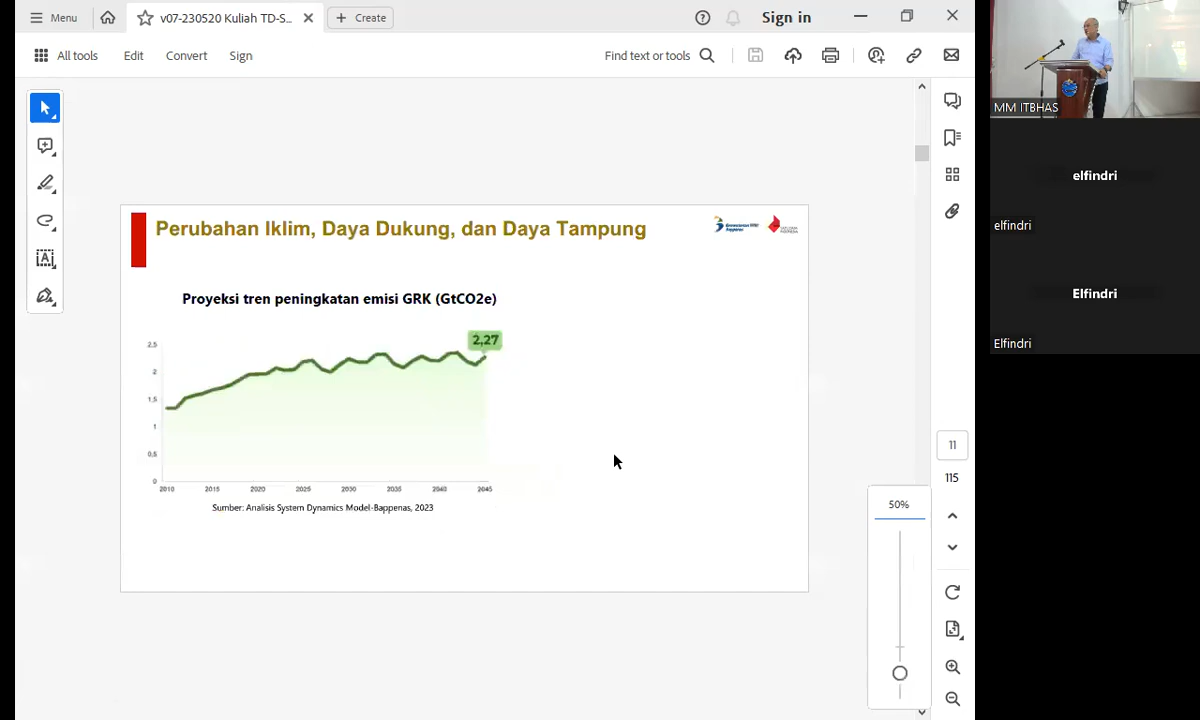 Menu
v07-230520 Kuliah TD-S...
Create
Sign in
All tools
Edit
Convert
Sign
Find text or tools
MM ITBHAS
elfindri
elfindri
Elfindri
Elfindri
Perubahan Iklim, Daya Dukung, dan Daya Tampung
Kementerian PPN/
Bappenas
Proyeksi tren peningkatan emisi GRK (GtCO2e)
2,27
2,5
2
1,5
1
0,5
0
2010
2015
2020
2025
2030
2035
2040
2045
Sumber: Analisis System Dynamics Model-Bappenas, 2023
11
115
50%